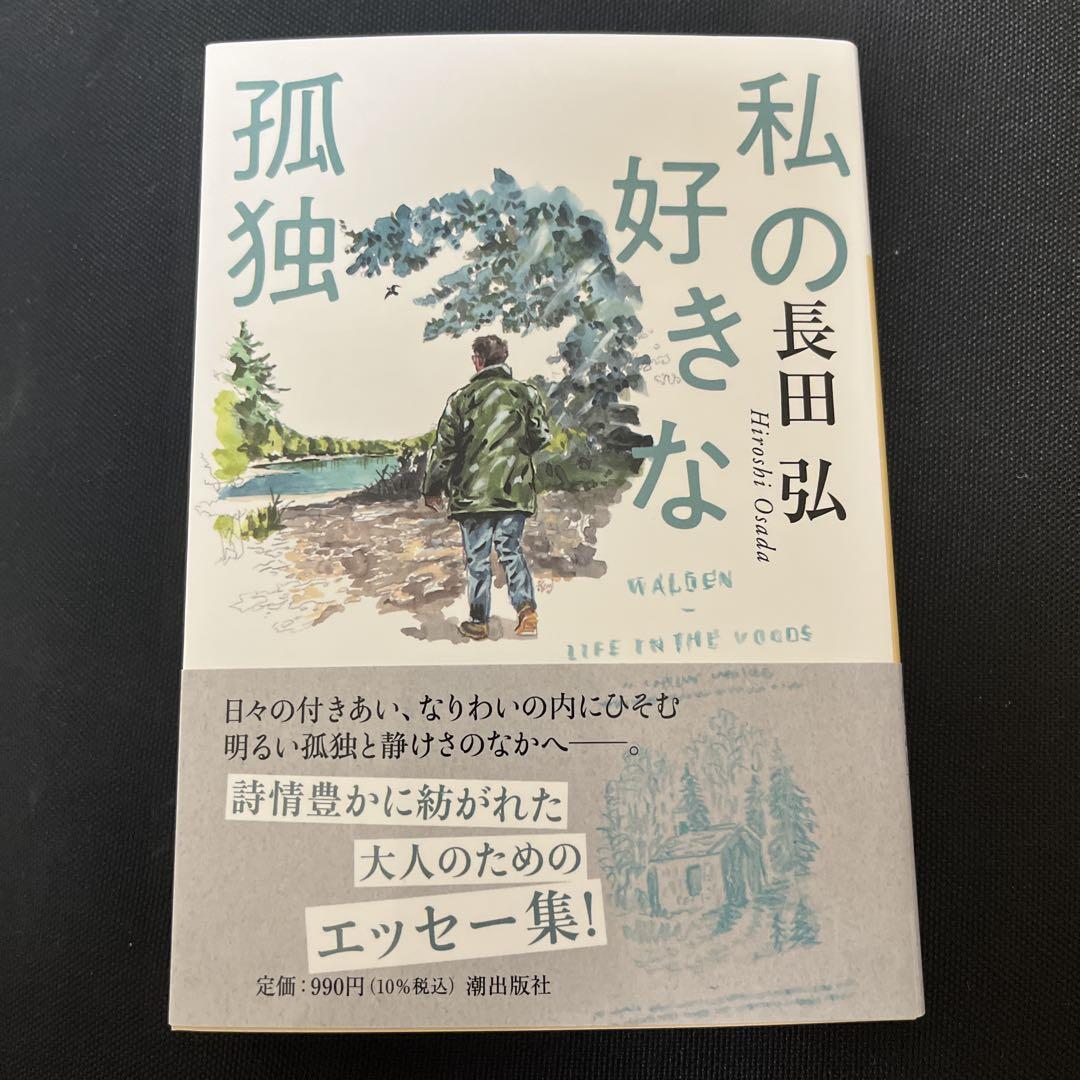 私の
好きな
孤独
長田 弘
Hiroshi Osada
WALDEN
–
LIFE IN THE WOODS
日々の付きあい、なりわいの内にひそむ
明るい孤独と静けさのなかへ――。
詩情豊かに紡がれた
大人のための
エッセー集!
定価:990円(10%税込) 潮出版社